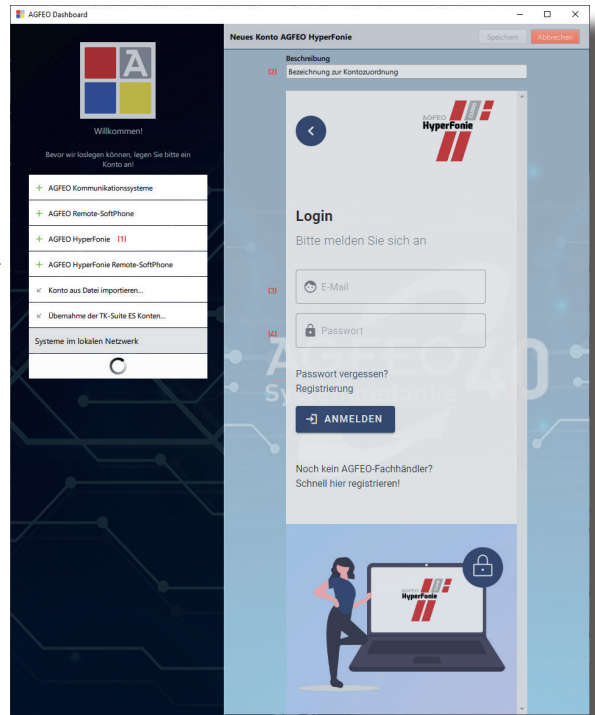 AGFEO Dashboard
Willkommen!
Bevor wir loslegen können, legen Sie bitte ein
Konto an!
AGFEO Kommunikationssysteme
AGFEO Remote-SoftPhone
AGFEO HyperFonie (1)
AGFEO HyperFonie Remote-SoftPhone
Konto aus Datei importieren...
Übernahme der TK-Suite ES Konten...
Systeme im lokalen Netzwerk
Neues Konto AGFEO HyperFonie
Speichern
Abbrechen
Beschreibung
(2) Bezeichnung zur Kontozuordnung
AGFEO
HyperFonie
Login
Bitte melden Sie sich an
(3) E-Mail
(4) Passwort
Passwort vergessen?
Registrierung
ANMELDEN
Noch kein AGFEO-Fachhändler?
Schnell hier registrieren!
AGFEO
HyperFonie